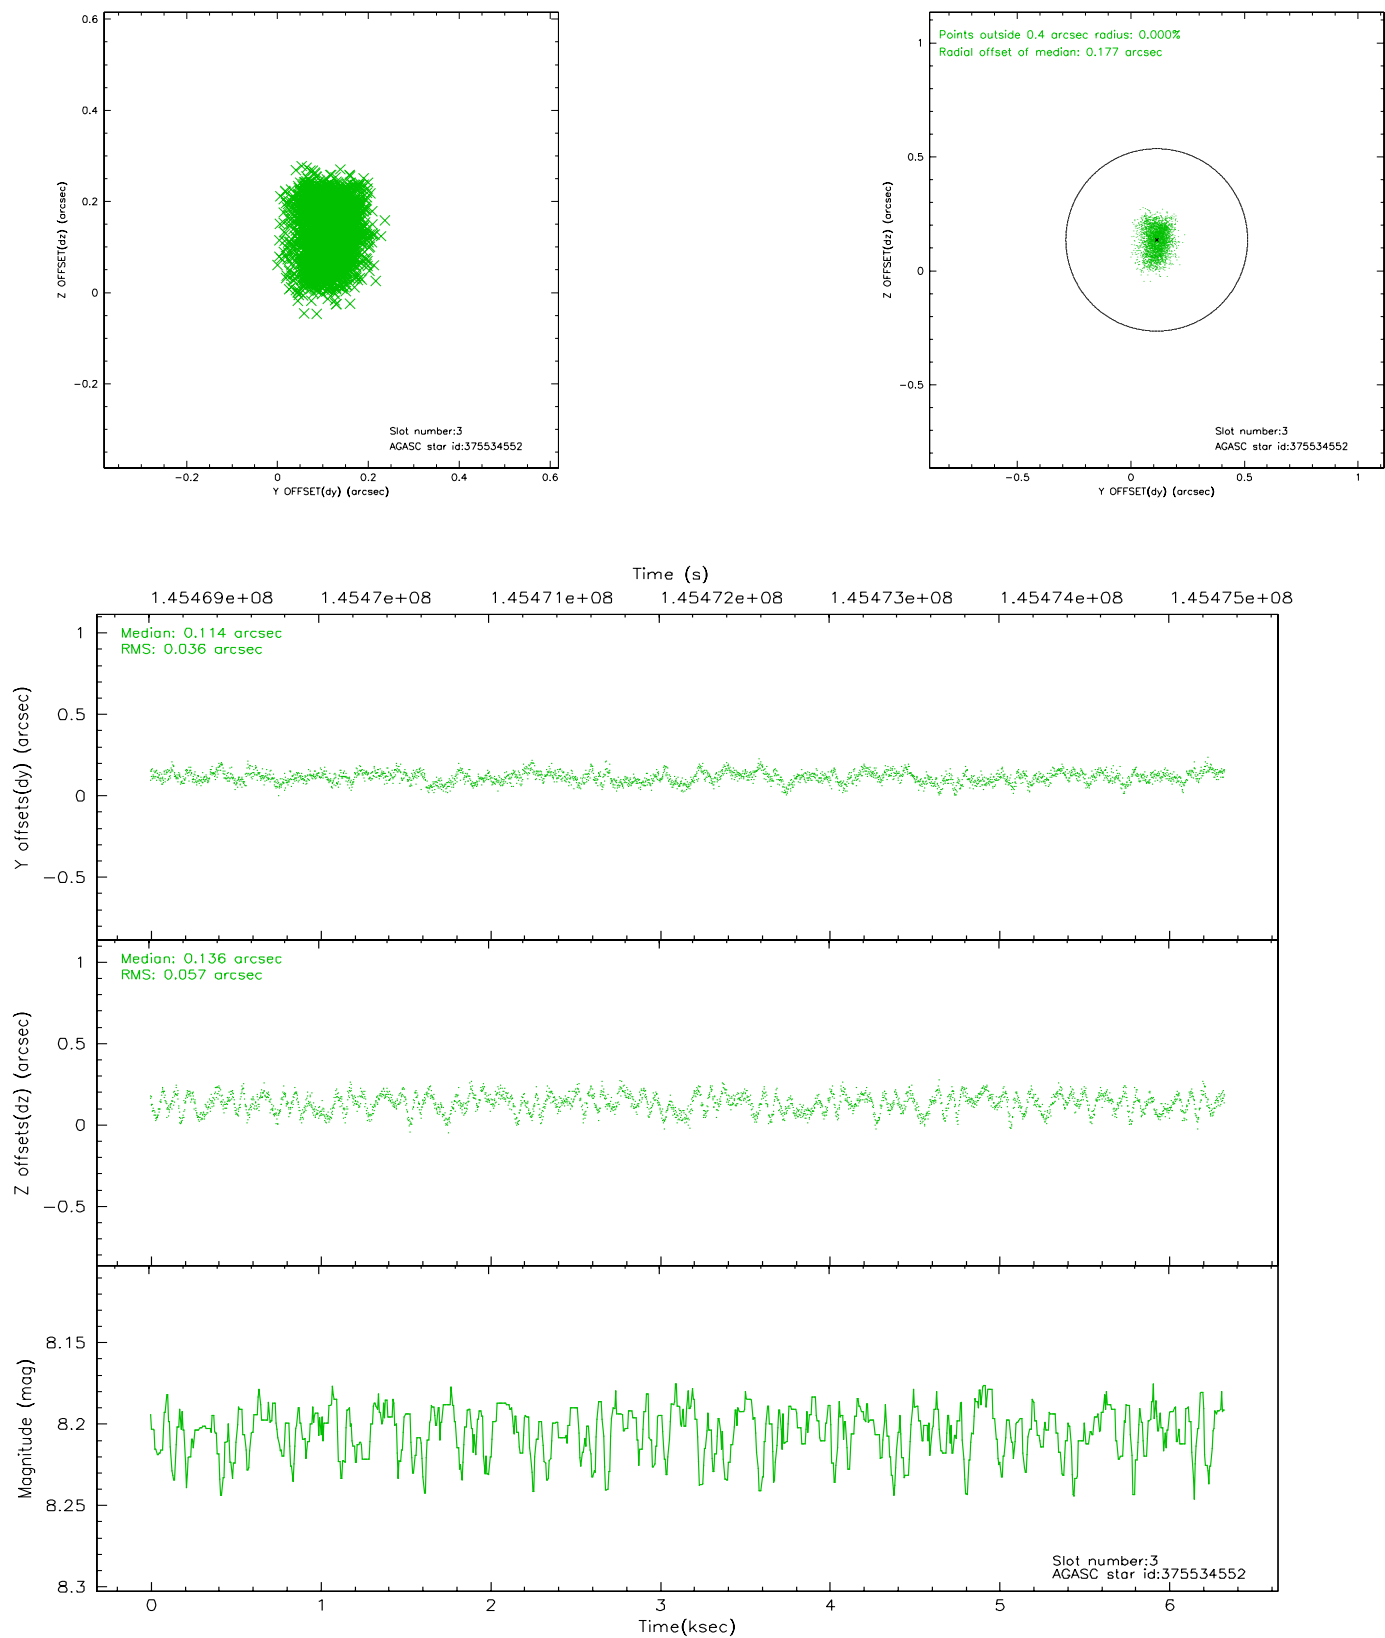 0.6
0.4
0.2
0
−0.2
Z OFFSET(dz) (arcsec)
Slot number:3
AGASC star id:375534552
−0.2 0 0.2 0.4 0.6
Y OFFSET(dy) (arcsec)
Points outside 0.4 arcsec radius: 0.000%
Radial offset of median: 0.177 arcsec
1
0.5
0
−0.5
Z OFFSET(dz) (arcsec)
Slot number:3
AGASC star id:375534552
−0.5 0 0.5 1
Y OFFSET(dy) (arcsec)
Time (s)
1.45469e+08 1.4547e+08 1.45471e+08 1.45472e+08 1.45473e+08 1.45474e+08 1.45475e+08
Median: 0.114 arcsec
RMS: 0.036 arcsec
1
0.5
0
−0.5
Y offsets(dy) (arcsec)
Median: 0.136 arcsec
RMS: 0.057 arcsec
1
0.5
0
−0.5
Z offsets(dz) (arcsec)
8.15
8.2
8.25
8.3
Magnitude (mag)
Slot number:3
AGASC star id:375534552
0 1 2 3 4 5 6
Time(ksec)